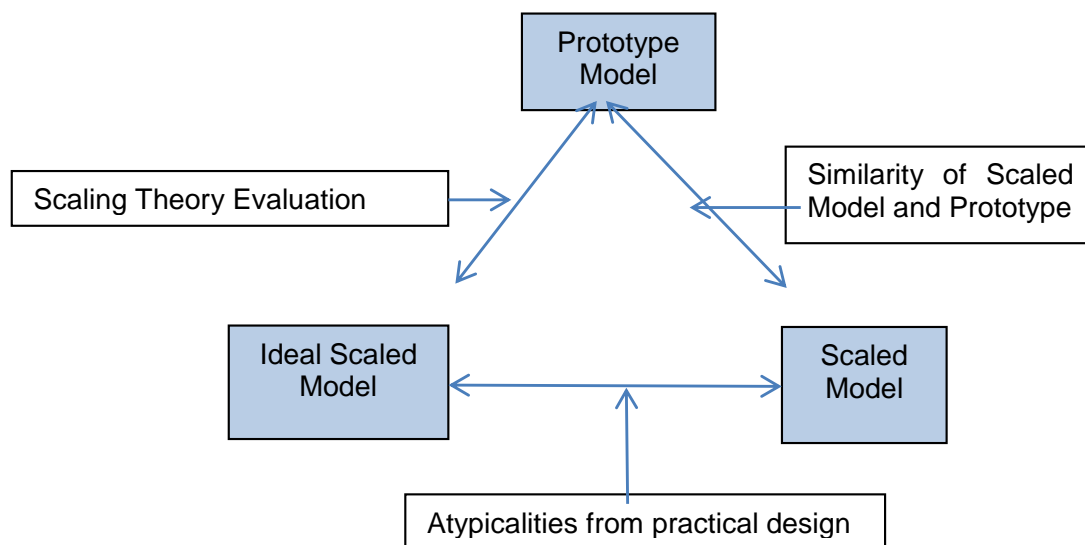 Prototype
Model
Scaling Theory Evaluation
Similarity of Scaled
Model and Prototype
Ideal Scaled
Model
Scaled
Model
Atypicalities from practical design